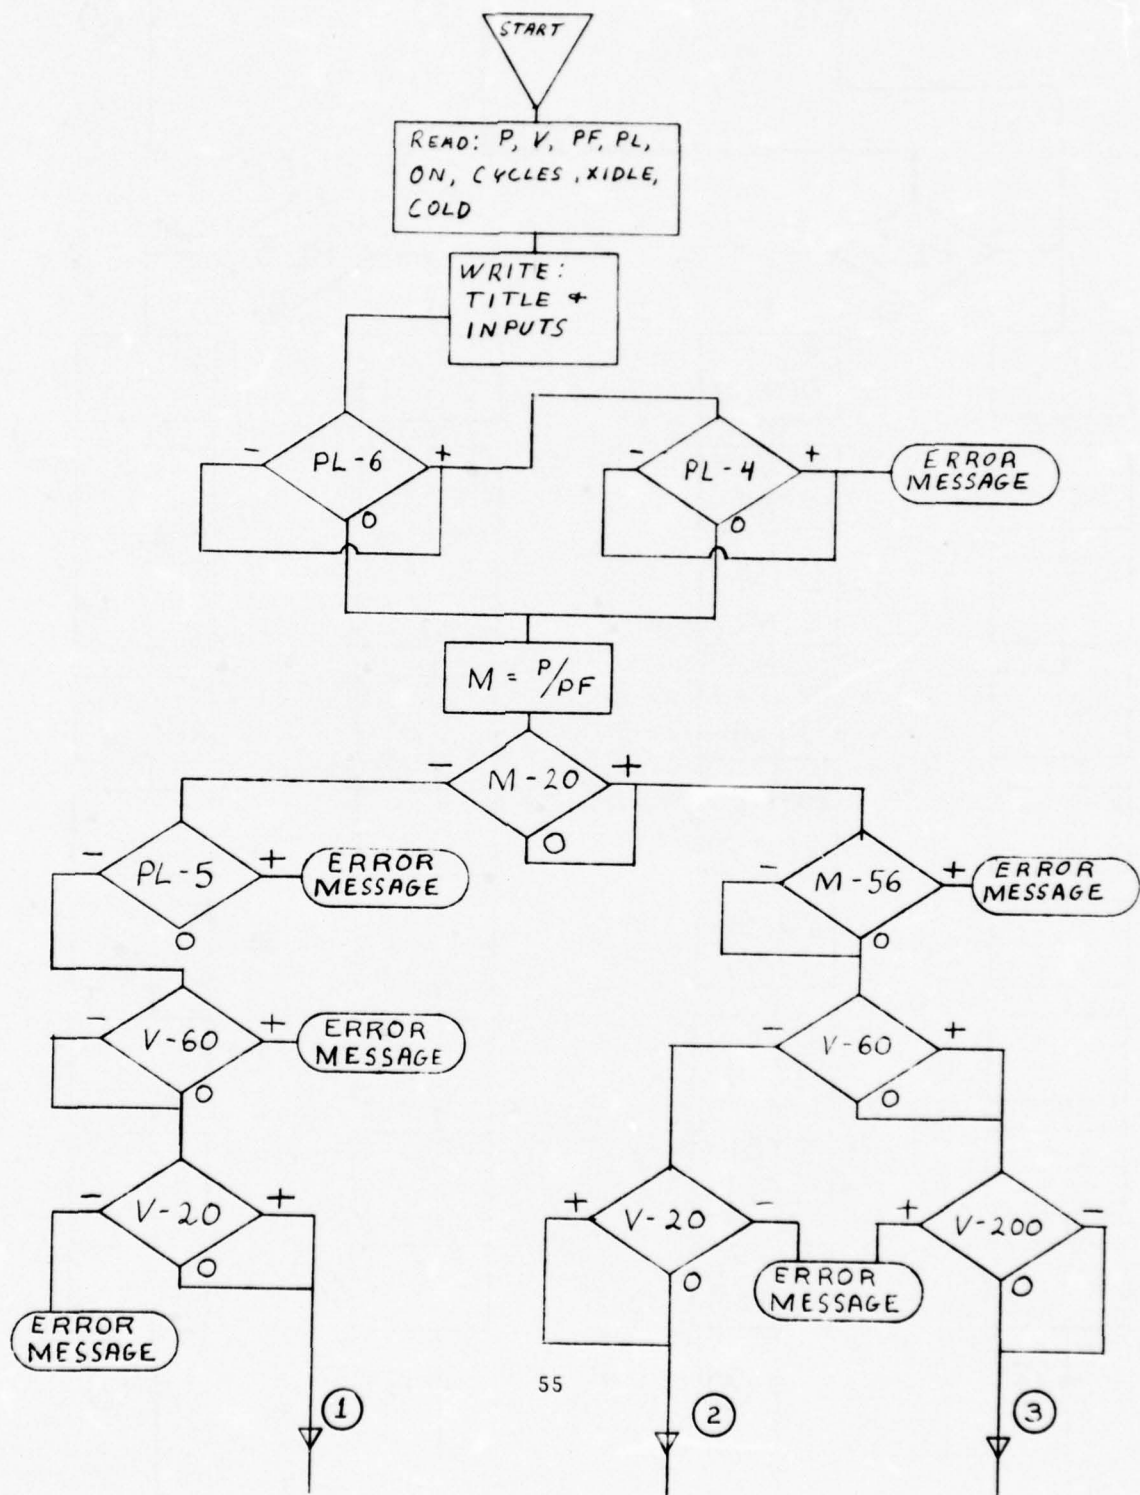 START
READ: P, V, PF, PL,
ON, CYCLES, XIDLE,
COLD
WRITE:
TITLE +
INPUTS
- PL-6 +
0
- PL-4 +
0
ERROR
MESSAGE
M = P/PF
- M-20 +
0
- PL-5 +
0
ERROR
MESSAGE
- M-56 +
0
ERROR
MESSAGE
- V-60 +
0
ERROR
MESSAGE
- V-60 +
0
- V-20 +
0
ERROR
MESSAGE
+ V-20 -
0
ERROR
MESSAGE
+ V-200 -
0
55
1
2
3